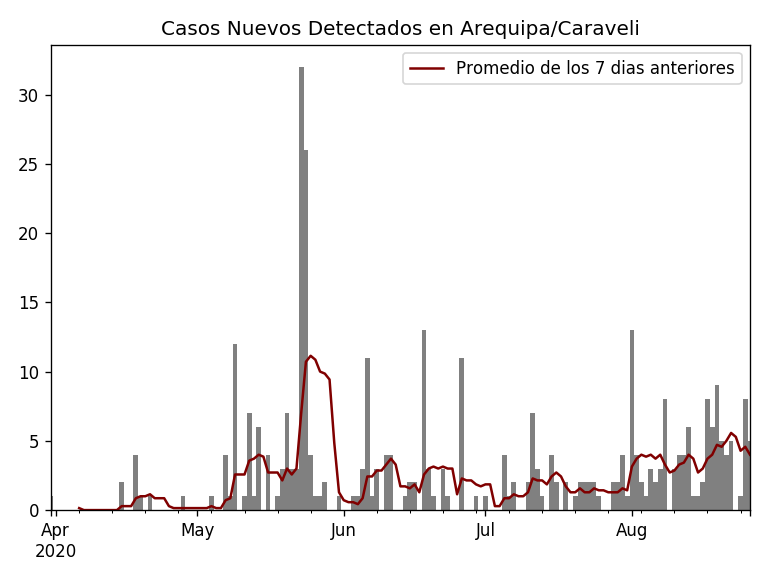 Casos Nuevos Detectados en Arequipa/Caraveli
Promedio de los 7 dias anteriores
30
25
20
15
10
5
0
Apr May Jun Jul Aug
2020